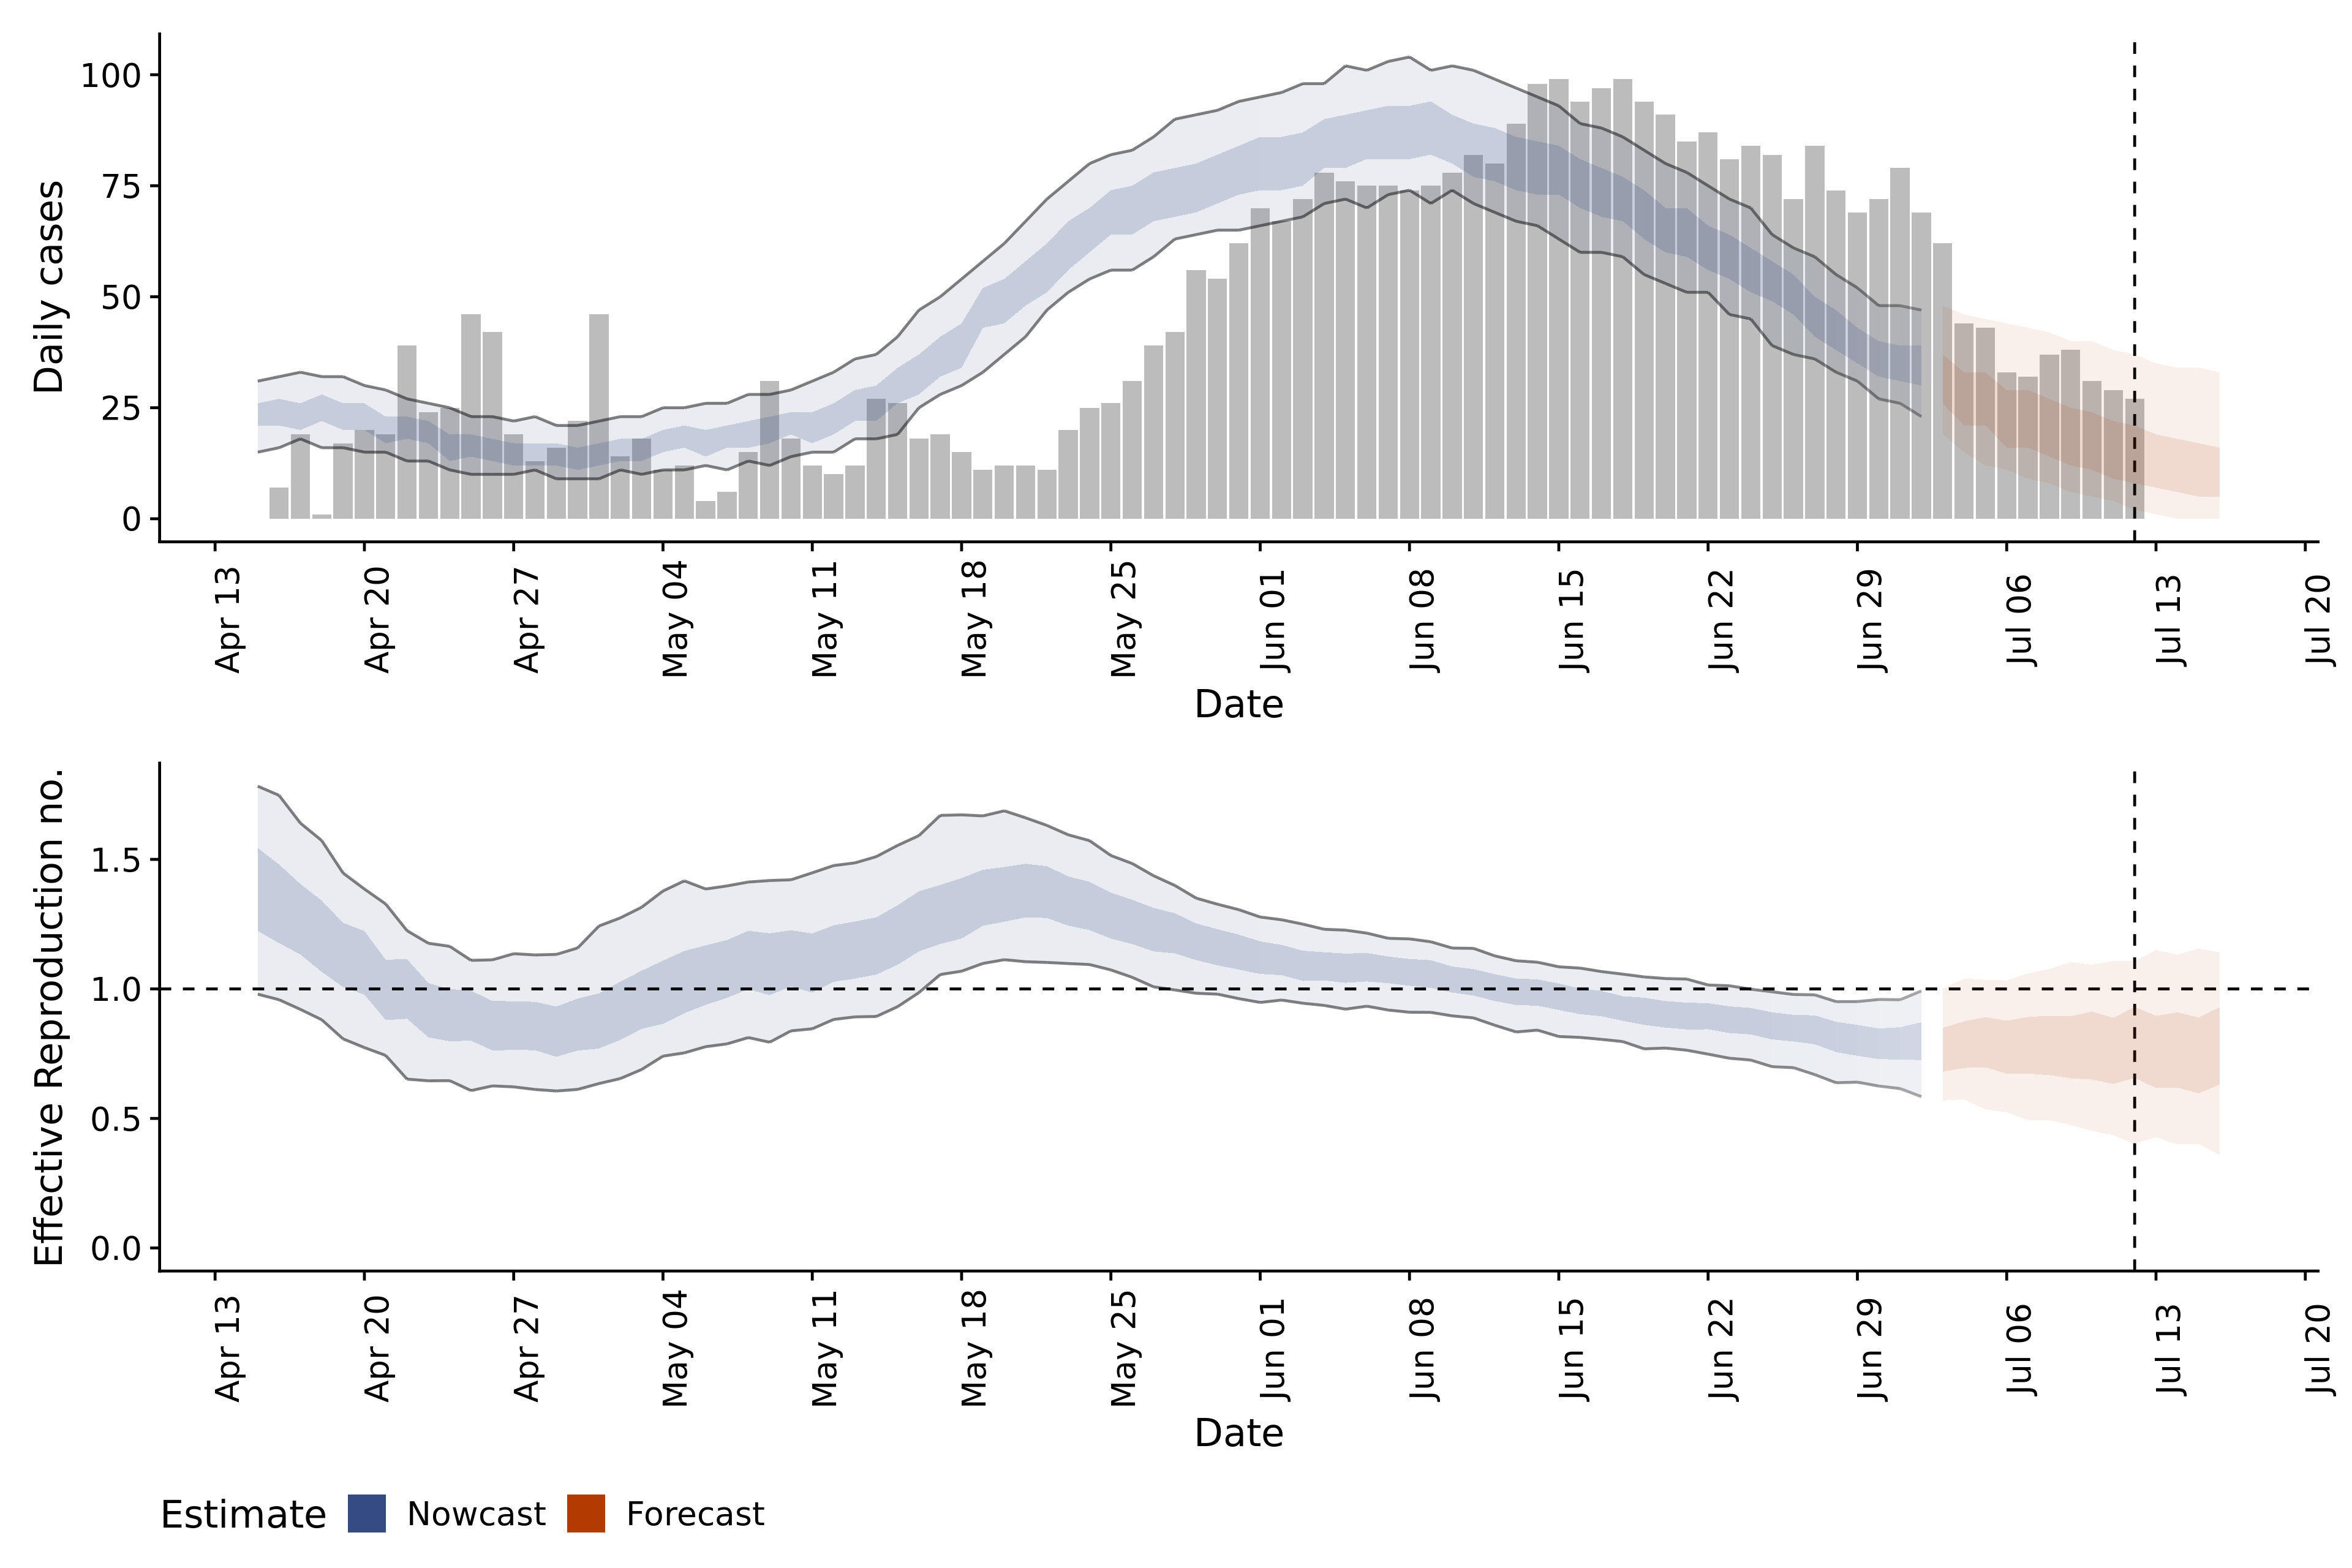 Daily cases
100
75
50
25
0
Apr 13 Apr 20 Apr 27 May 04 May 11 May 18 May 25 Jun 01 Jun 08 Jun 15 Jun 22 Jun 29 Jul 06 Jul 13 Jul 20
Date
Effective Reproduction no.
1.5
1.0
0.5
0.0
Apr 13 Apr 20 Apr 27 May 04 May 11 May 18 May 25 Jun 01 Jun 08 Jun 15 Jun 22 Jun 29 Jul 06 Jul 13 Jul 20
Date
Estimate Nowcast Forecast